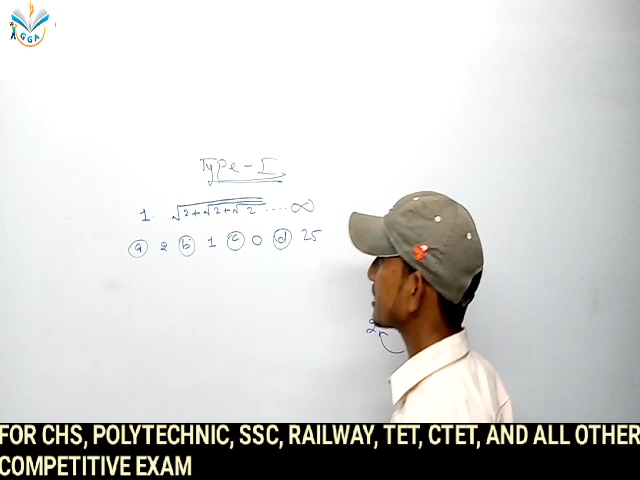 GGA
Type - I
1. √2+√2+√2 ....∞
ⓐ 2 ⓑ 1 ⓒ 0 ⓓ 25
FOR CHS, POLYTECHNIC, SSC, RAILWAY, TET, CTET, AND ALL OTHER
COMPETITIVE EXAM